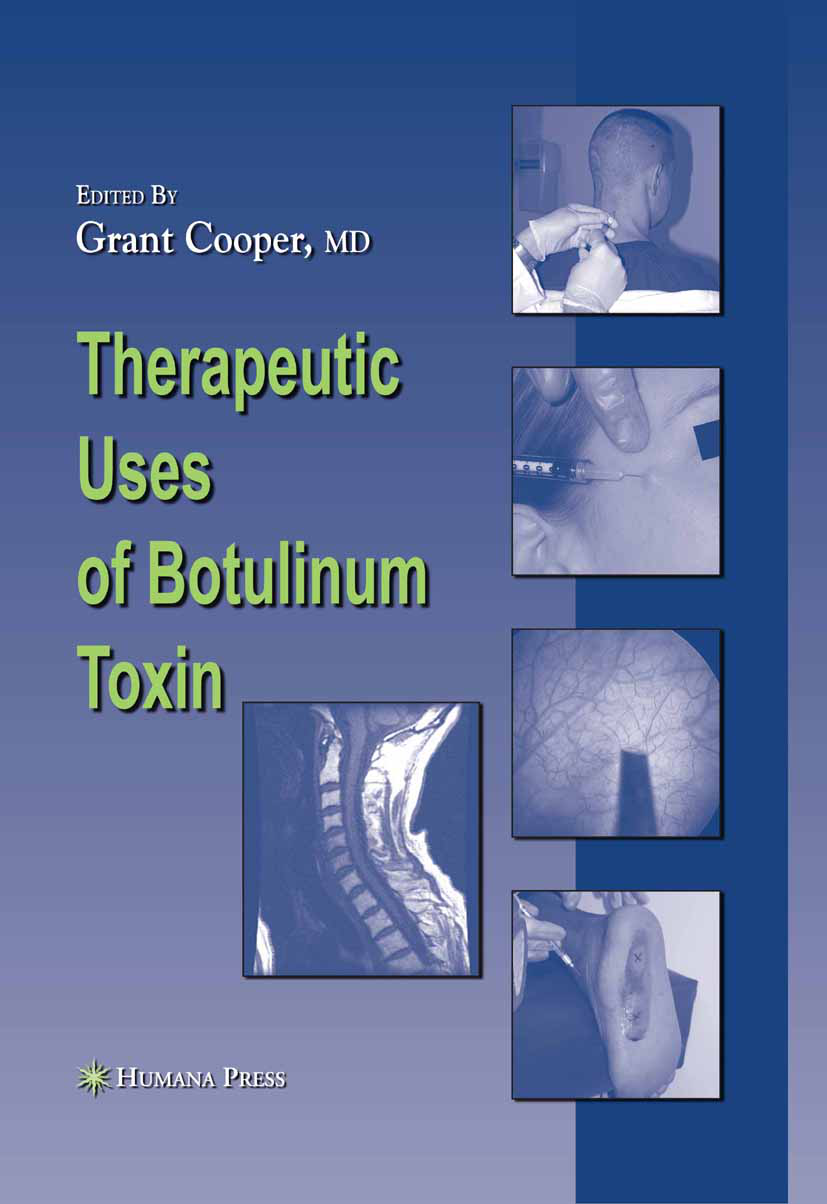 Edited By
Grant Cooper, MD
Therapeutic
Uses
of Botulinum
Toxin
Humana Press